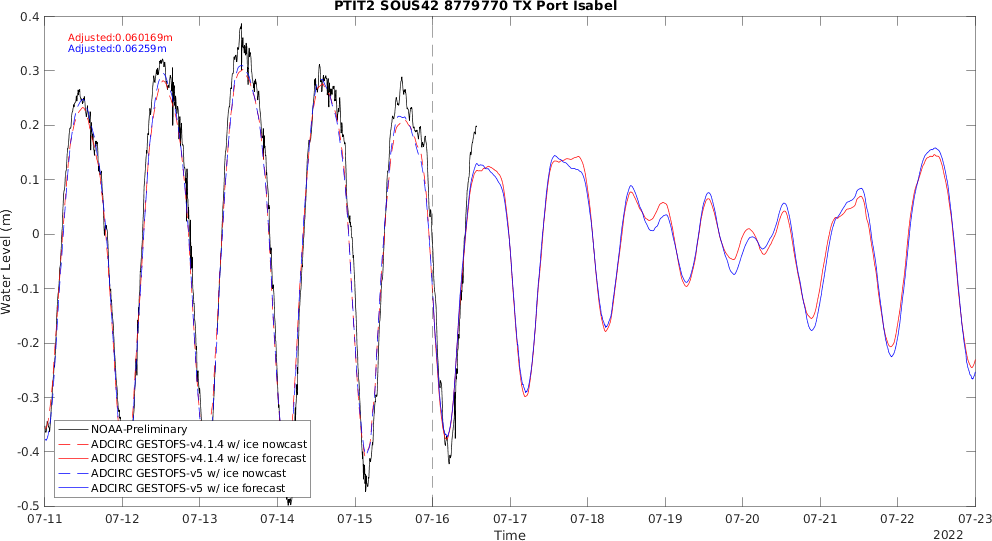 PTIT2 SOUS42 8779770 TX Port Isabel
Adjusted:0.060169m
Adjusted:0.06259m
0.4
0.3
0.2
0.1
0
-0.1
-0.2
-0.3
-0.4
-0.5
Water Level (m)
NOAA-Preliminary
ADCIRC GESTOFS-v4.1.4 w/ ice nowcast
ADCIRC GESTOFS-v4.1.4 w/ ice forecast
ADCIRC GESTOFS-v5 w/ ice nowcast
ADCIRC GESTOFS-v5 w/ ice forecast
07-11 07-12 07-13 07-14 07-15 07-16 07-17 07-18 07-19 07-20 07-21 07-22 07-23
Time
2022